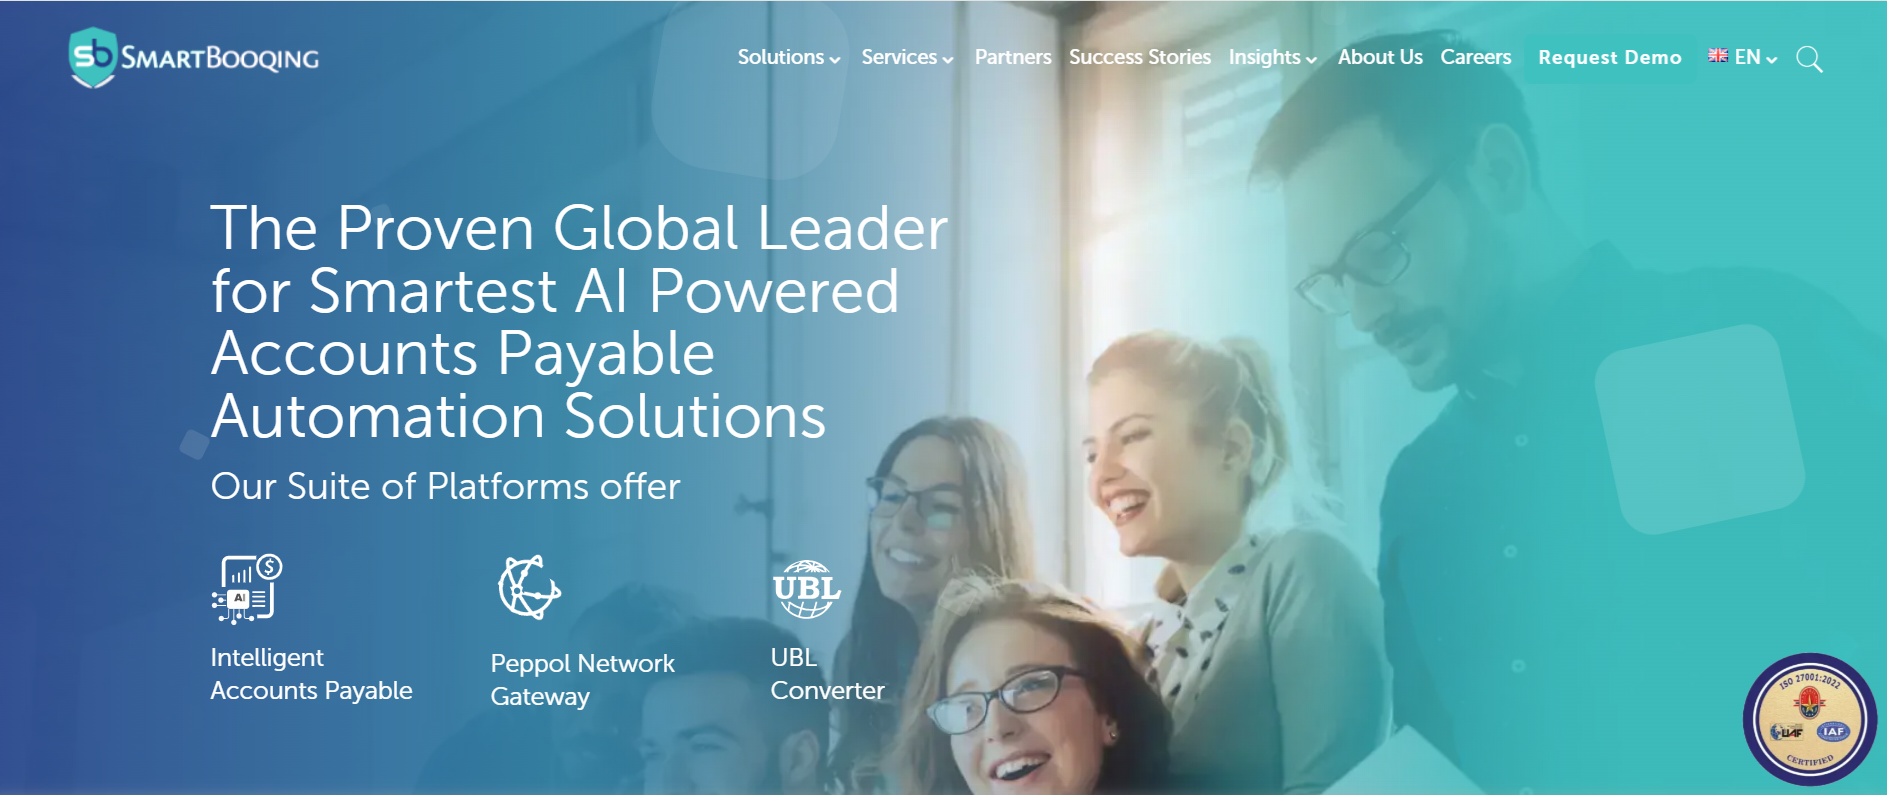 sb SMARTBOOQING
Solutions Services Partners Success Stories Insights About Us Careers Request Demo EN
The Proven Global Leader
for Smartest AI Powered
Accounts Payable
Automation Solutions
Our Suite of Platforms offer
$
AI
UBL
Intelligent
Accounts Payable
Peppol Network
Gateway
UBL
Converter
ISO 27001:2022
UAF IAF
CERTIFIED